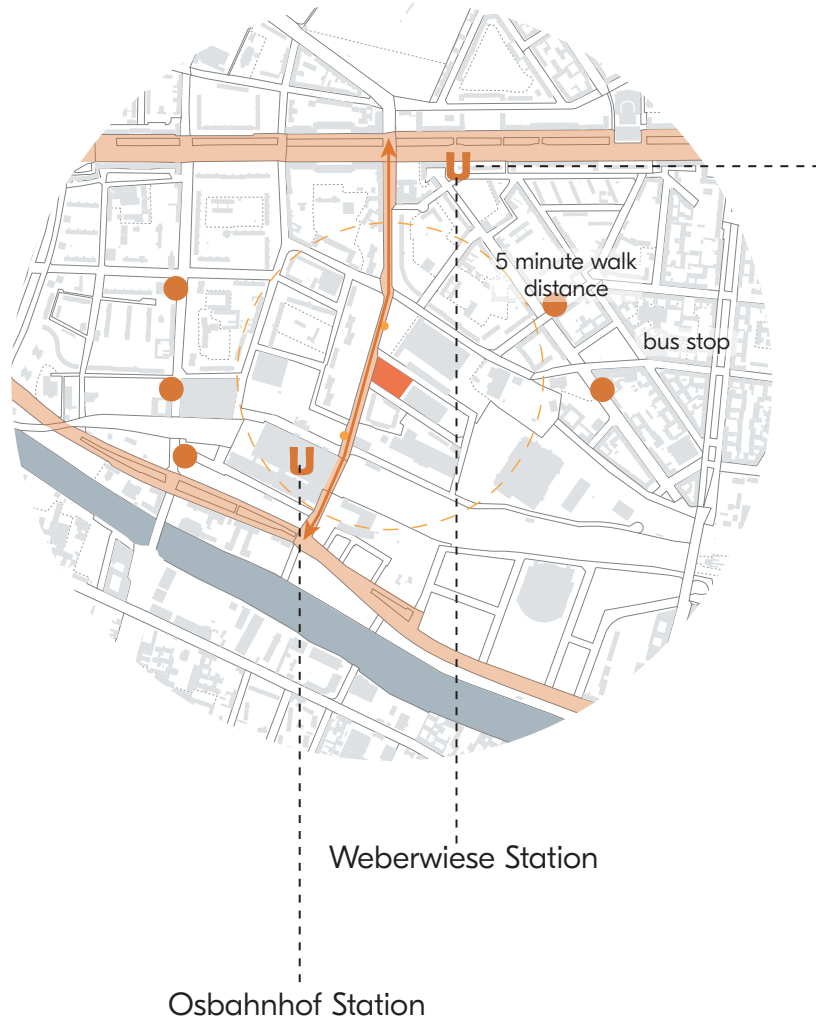 U
5 minute walk
distance
bus stop
U
Weberwiese Station
Osbahnhof Station